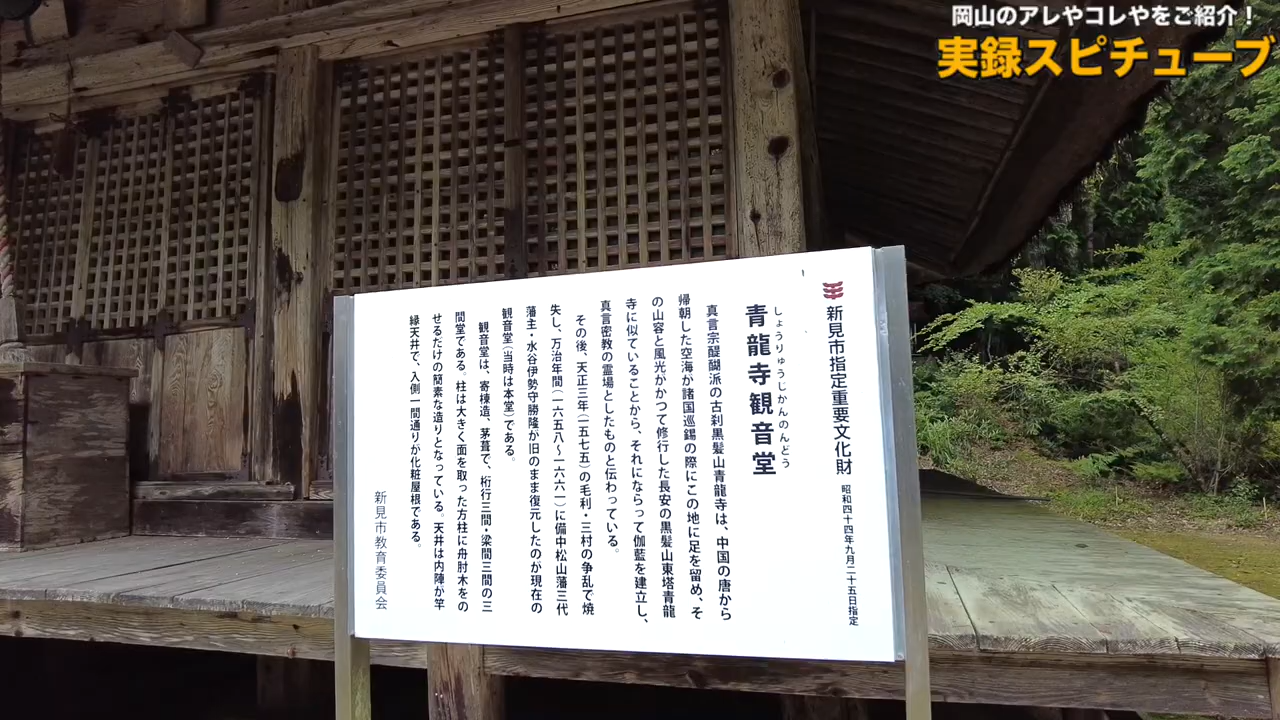 岡山のアレやコレやをご紹介！
実録スピチューブ
新見市指定重要文化財 昭和四十四年九月二十五日指定
しょうりゅうじかんのんどう
青龍寺観音堂
真言宗醍醐派の古刹黒髪山青龍寺は、中国の唐から
帰朝した空海が諸国巡錫の際にこの地に足を留め、そ
の山容と風光がかつて修行した長安の黒髪山東塔青龍
寺に似ていることから、それにならって伽藍を建立し、
真言密教の霊場としたものと伝わっている。
その後、天正三年（一五七五）の毛利・三村の争乱で焼
失し、万治年間（一六五八～一六六一）に備中松山藩三代
藩主・水谷伊勢守勝隆が旧のまま復元したのが現在の
観音堂（当時は本堂）である。
観音堂は、寄棟造、茅葺で、桁行三間・梁間三間の三
間堂である。柱は大きく面を取った方柱に舟肘木をの
せるだけの簡素な造りとなっている。天井は内陣が竿
縁天井で、入側一間通りが化粧屋根である。
新見市教育委員会